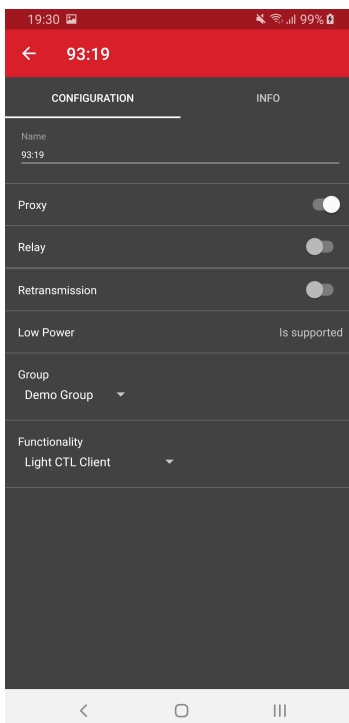 19:30 99%
93:19
CONFIGURATION INFO
Name
93:19
Proxy
Relay
Retransmission
Low Power Is supported
Group
Demo Group
Functionality
Light CTL Client